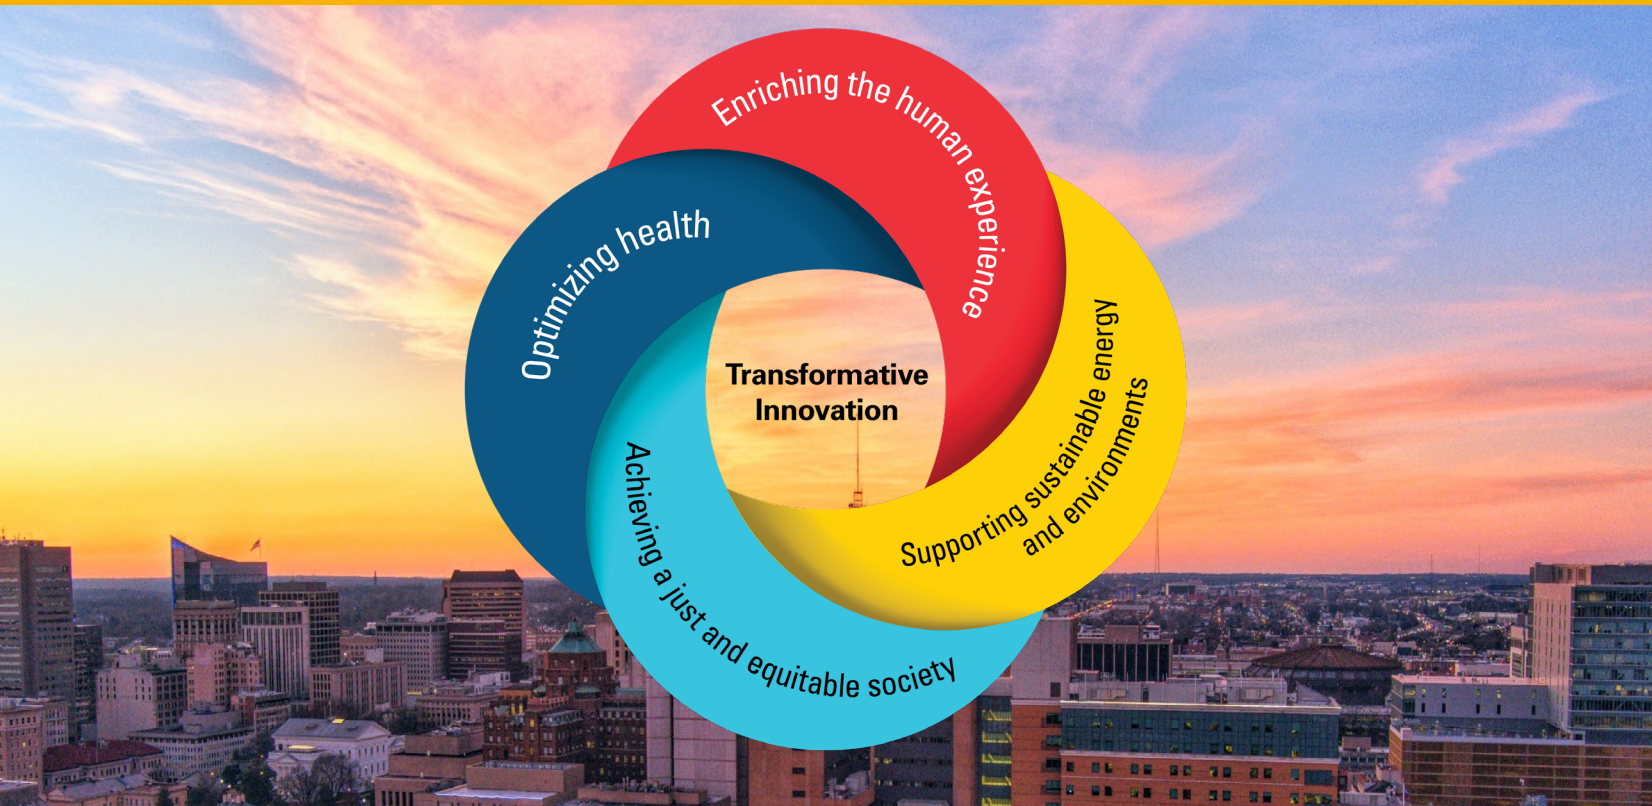 Enriching the human experience
Optimizing health
Transformative
Innovation
Supporting sustainable energy
and environments
Achieving a just and equitable society